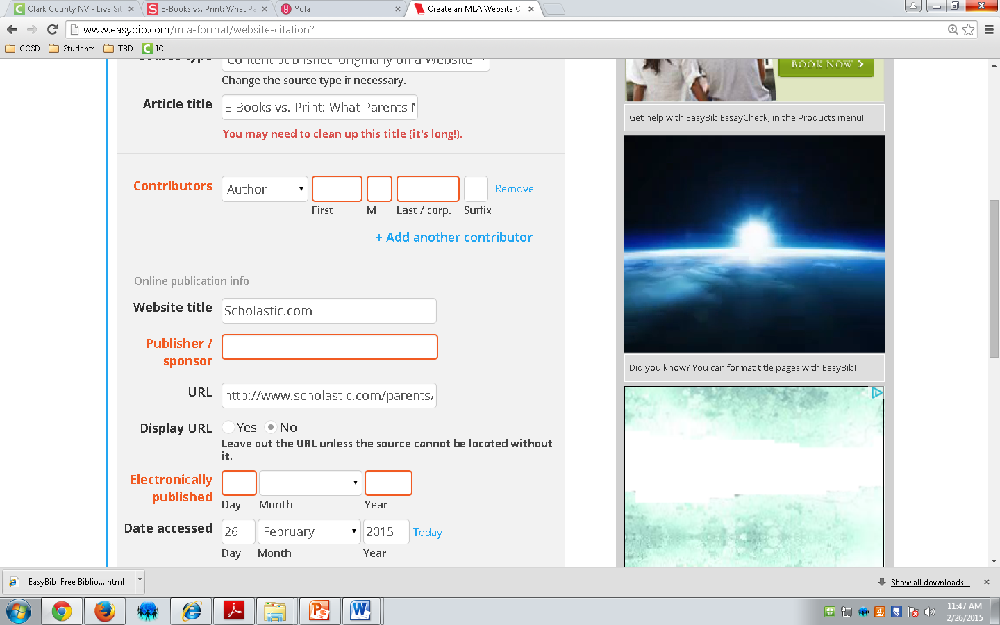 Clark County NV - Live Sit
E-Books vs. Print: What Pa
Yola
Create an MLA Website Ci
www.easybib.com/mla-format/website-citation?
CCSD
Students
TBD
IC
Content published originally on a Website
BOOK NOW
Change the source type if necessary.
Article title
E-Books vs. Print: What Parents
Get help with EasyBib EssayCheck, in the Products menu!
You may need to clean up this title (it's long!).
Contributors
Author
Remove
First
MI
Last / corp.
Suffix
+ Add another contributor
Online publication info
Website title
Scholastic.com
Publisher /
sponsor
Did you know? You can format title pages with EasyBib!
URL
http://www.scholastic.com/parents/
Display URL
Yes
No
Leave out the URL unless the source cannot be located without
it.
Electronically
published
Day
Month
Year
Date accessed
26
February
2015
Today
Day
Month
Year
EasyBib Free Biblio....html
Show all downloads...
11:47 AM
2/26/2015